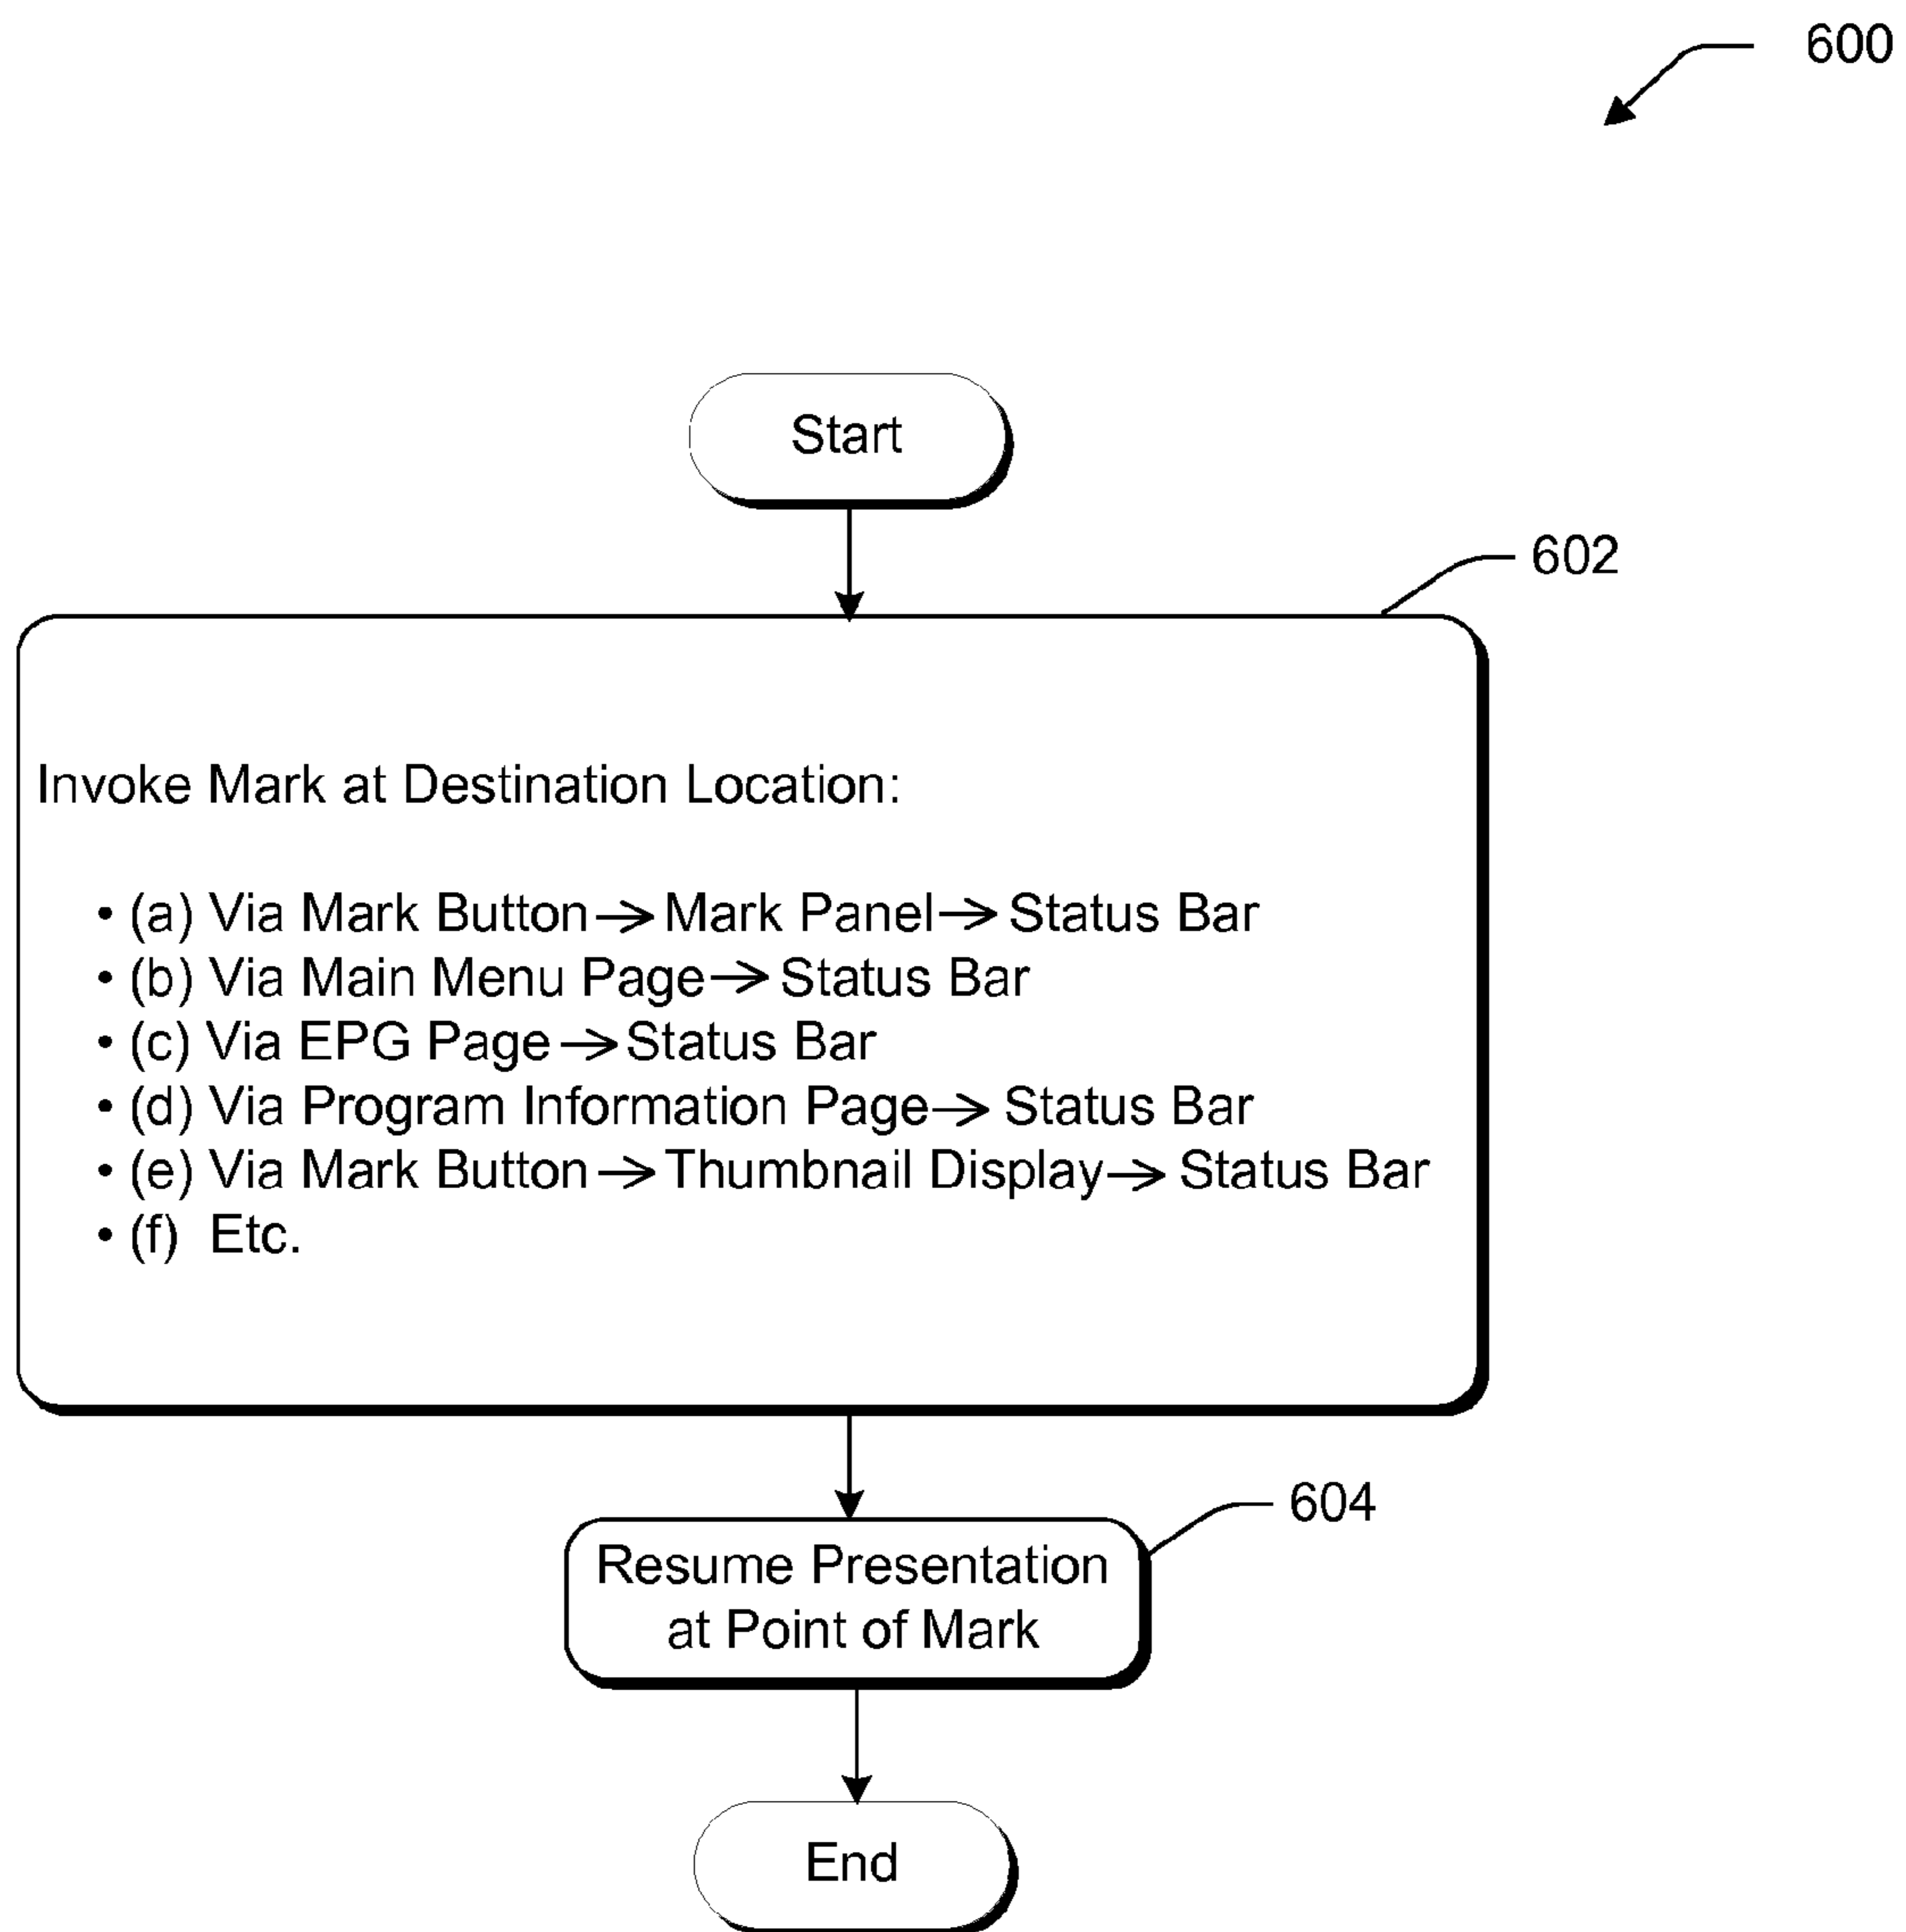 600
Start
602
Invoke Mark at Destination Location:
• (a) Via Mark Button→Mark Panel→Status Bar
• (b) Via Main Menu Page→Status Bar
• (c) Via EPG Page→Status Bar
• (d) Via Program Information Page→Status Bar
• (e) Via Mark Button→Thumbnail Display→Status Bar
• (f) Etc.
604
Resume Presentation
at Point of Mark
End